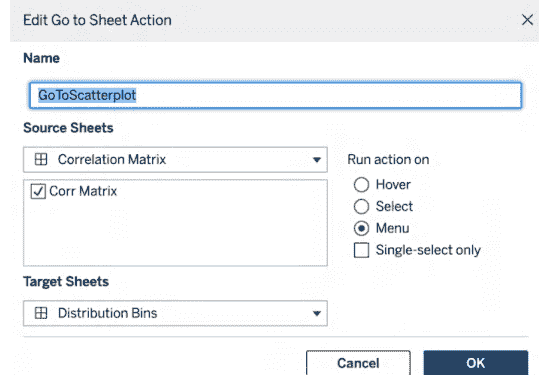 Edit Go to Sheet Action
Name
GoToScatterplot
Source Sheets
Correlation Matrix
Run action on
Corr Matrix
Hover
Select
Menu
Single-select only
Target Sheets
Distribution Bins
Cancel OK